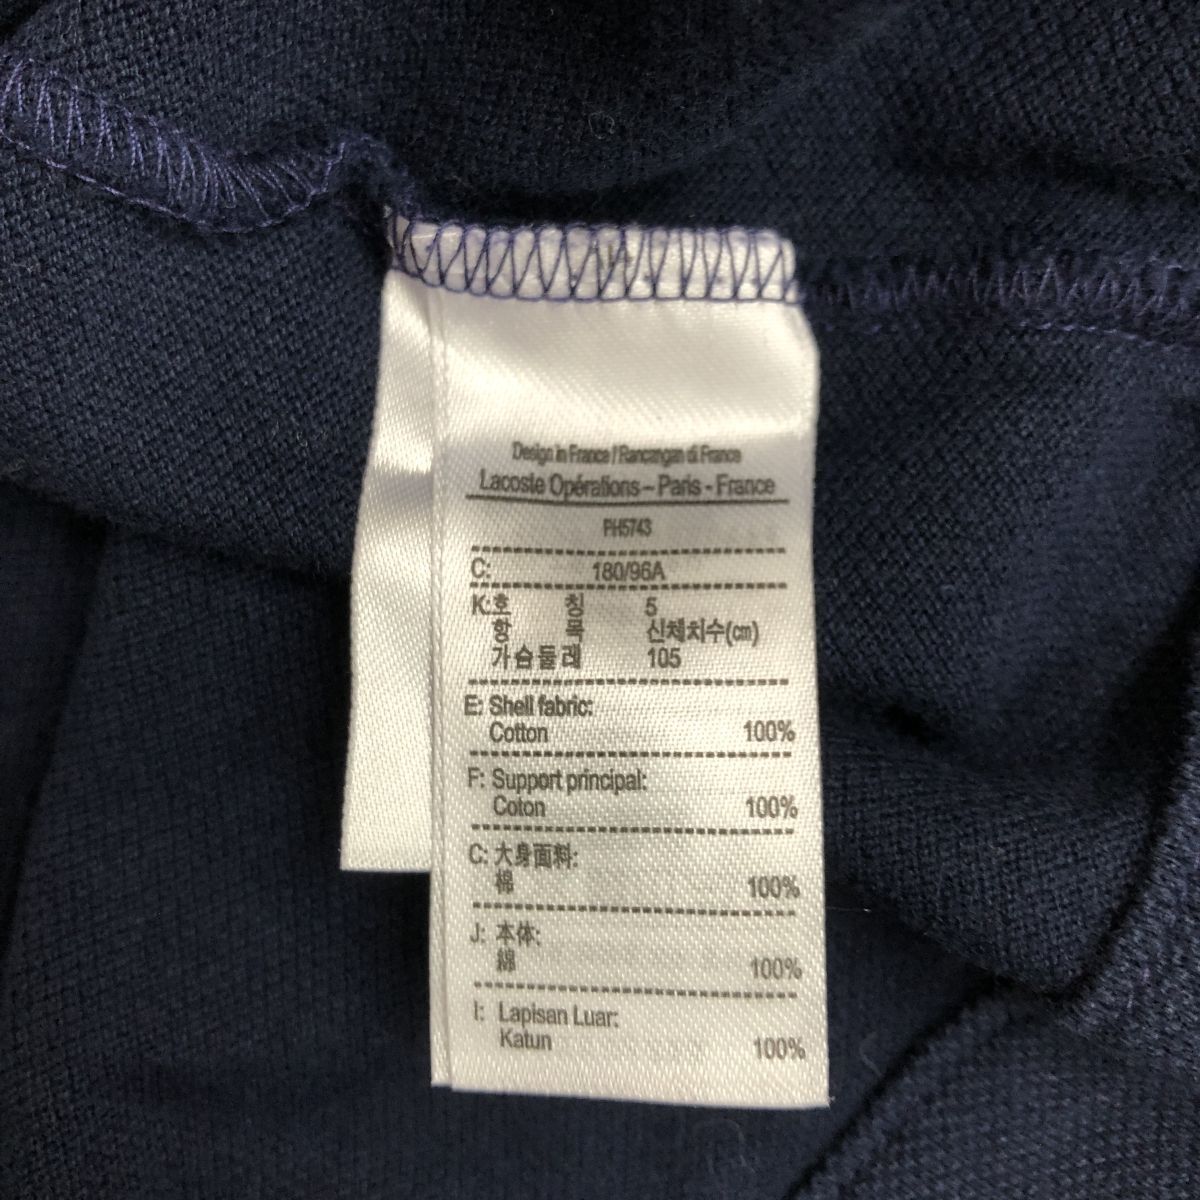 Design in France / Rancangan di France
Lacoste Opérations – Paris - France
PH5743
C: 180/96A
K:호 칭 5
항 목 신체치수(㎝)
가슴둘레 105
E: Shell fabric:
Cotton 100%
F: Support principal:
Coton 100%
C: 大身面料:
棉 100%
J: 本体:
綿 100%
I: Lapisan Luar:
Katun 100%